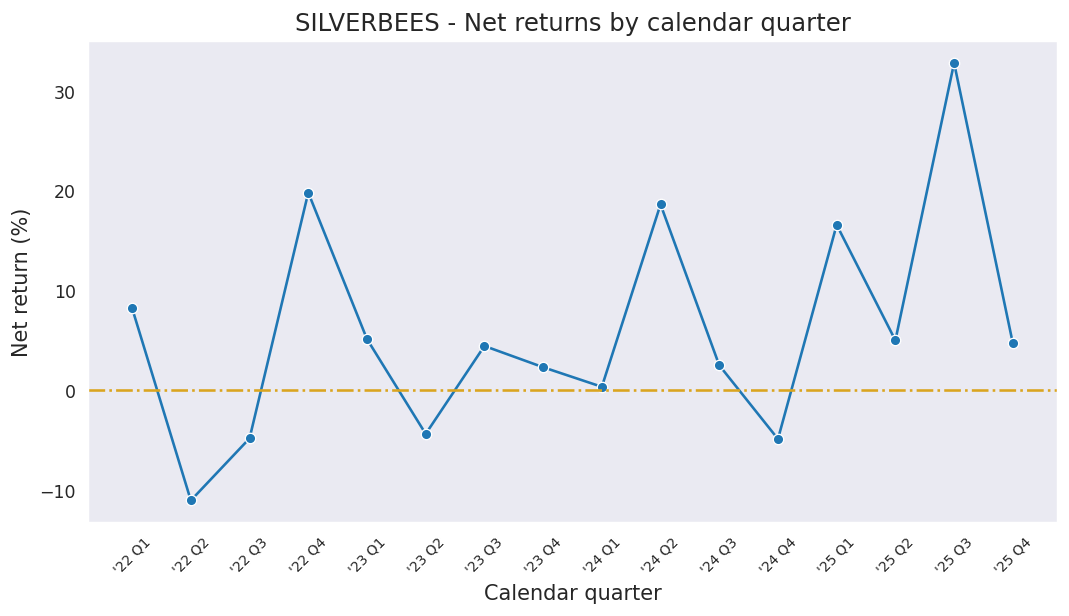 SILVERBEES - Net returns by calendar quarter
Net return (%)
30
20
10
0
−10
'22 Q1
'22 Q2
'22 Q3
'22 Q4
'23 Q1
'23 Q2
'23 Q3
'23 Q4
'24 Q1
'24 Q2
'24 Q3
'24 Q4
'25 Q1
'25 Q2
'25 Q3
'25 Q4
Calendar quarter